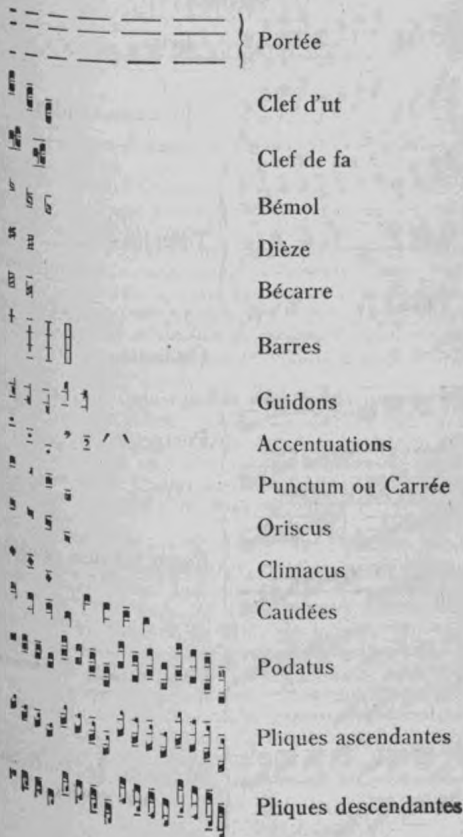 Portée
Clef d'ut
Clef de fa
Bémol
Dièze
Bécarre
Barres
Guidons
Accentuations
Punctum ou Carrée
Oriscus
Climacus
Caudées
Podatus
Pliques ascendantes
Pliques descendantes